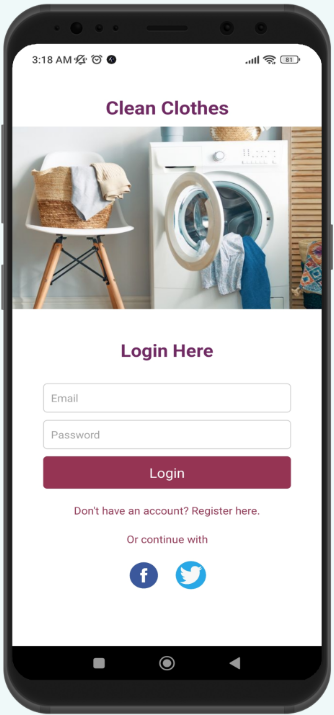 3:18 AM
81
Clean Clothes
Login Here
Email
Password
Login
Don't have an account? Register here.
Or continue with
f